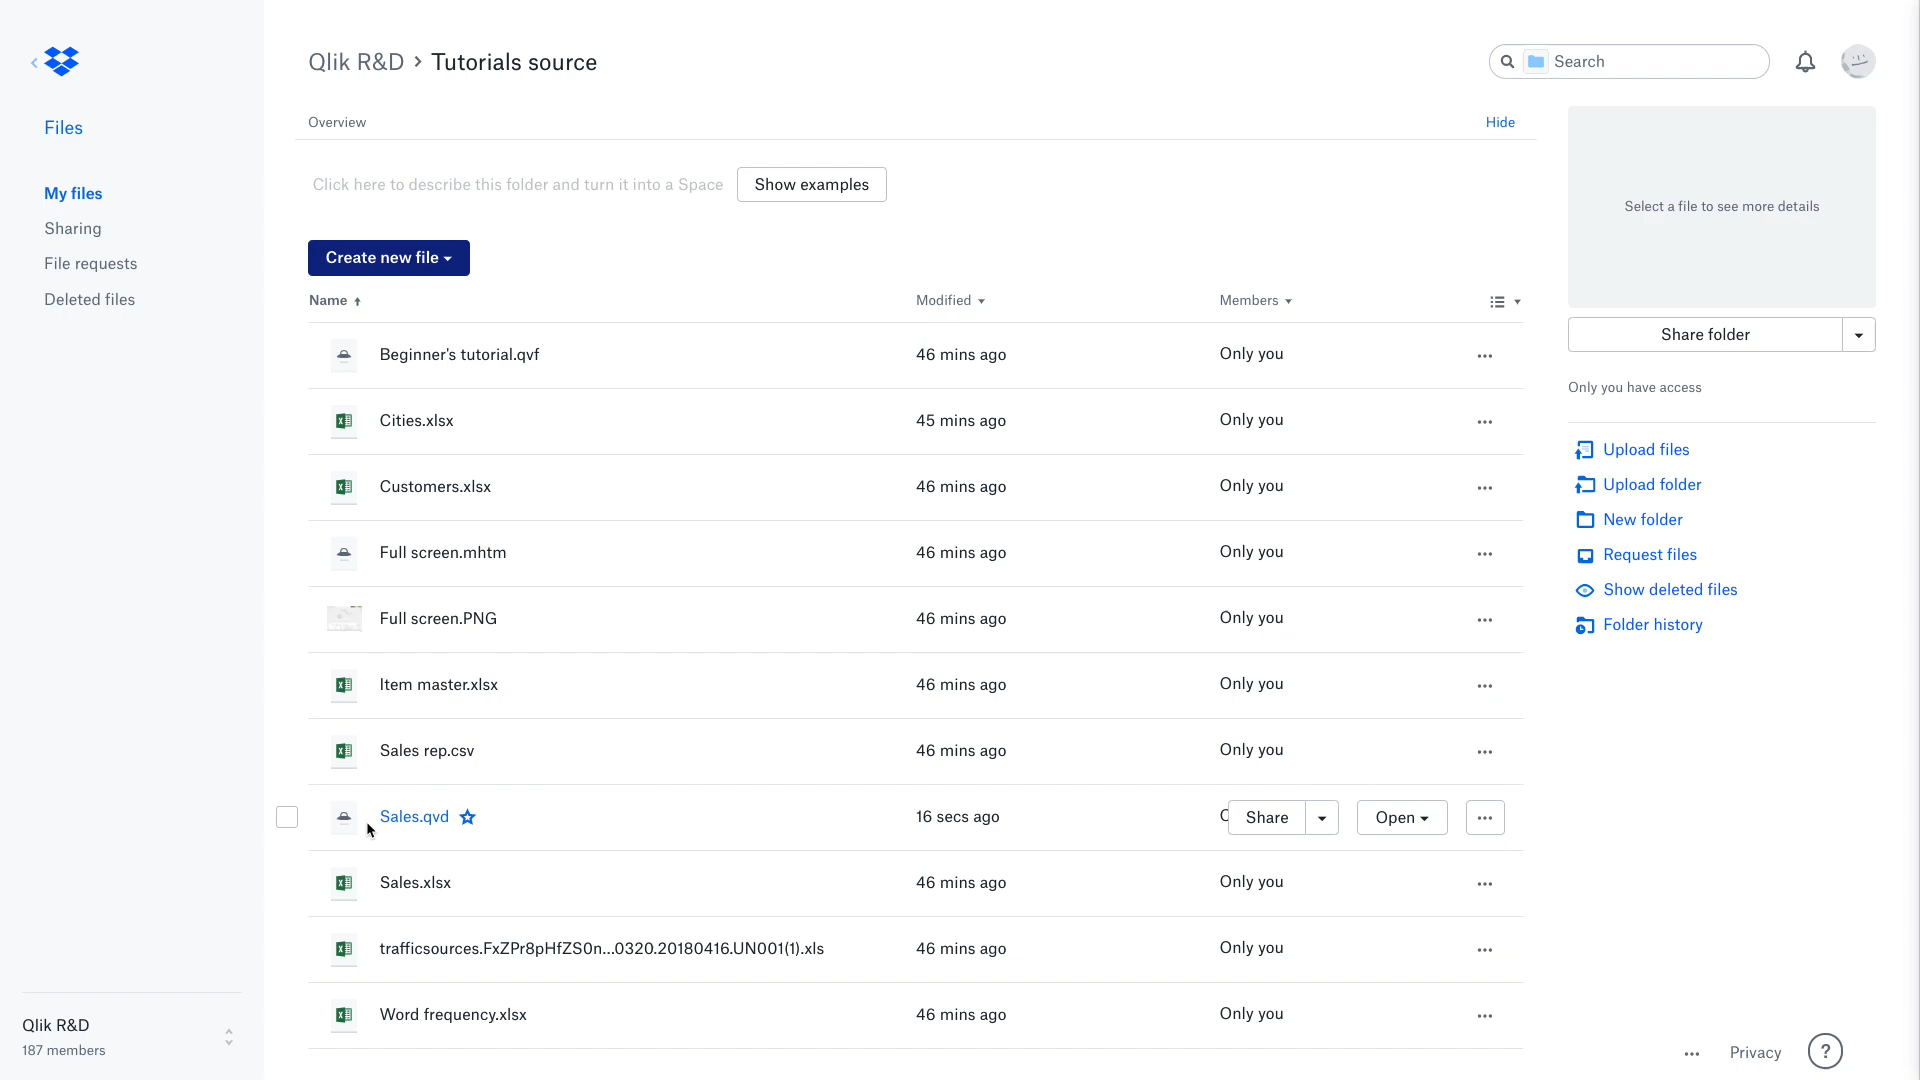 Qlik R&D › Tutorials source
Search
Files
My files
Sharing
File requests
Deleted files
Overview
Hide
Click here to describe this folder and turn it into a Space
Show examples
Create new file
Name Modified Members
Beginner's tutorial.qvf 46 mins ago Only you
Cities.xlsx 45 mins ago Only you
Customers.xlsx 46 mins ago Only you
Full screen.mhtm 46 mins ago Only you
Full screen.PNG 46 mins ago Only you
Item master.xlsx 46 mins ago Only you
Sales rep.csv 46 mins ago Only you
Sales.qvd 16 secs ago Share Open
Sales.xlsx 46 mins ago Only you
trafficsources.FxZPr8pHfZS0n...0320.20180416.UN001(1).xls 46 mins ago Only you
Word frequency.xlsx 46 mins ago Only you
Select a file to see more details
Share folder
Only you have access
Upload files
Upload folder
New folder
Request files
Show deleted files
Folder history
Qlik R&D
187 members
Privacy
?